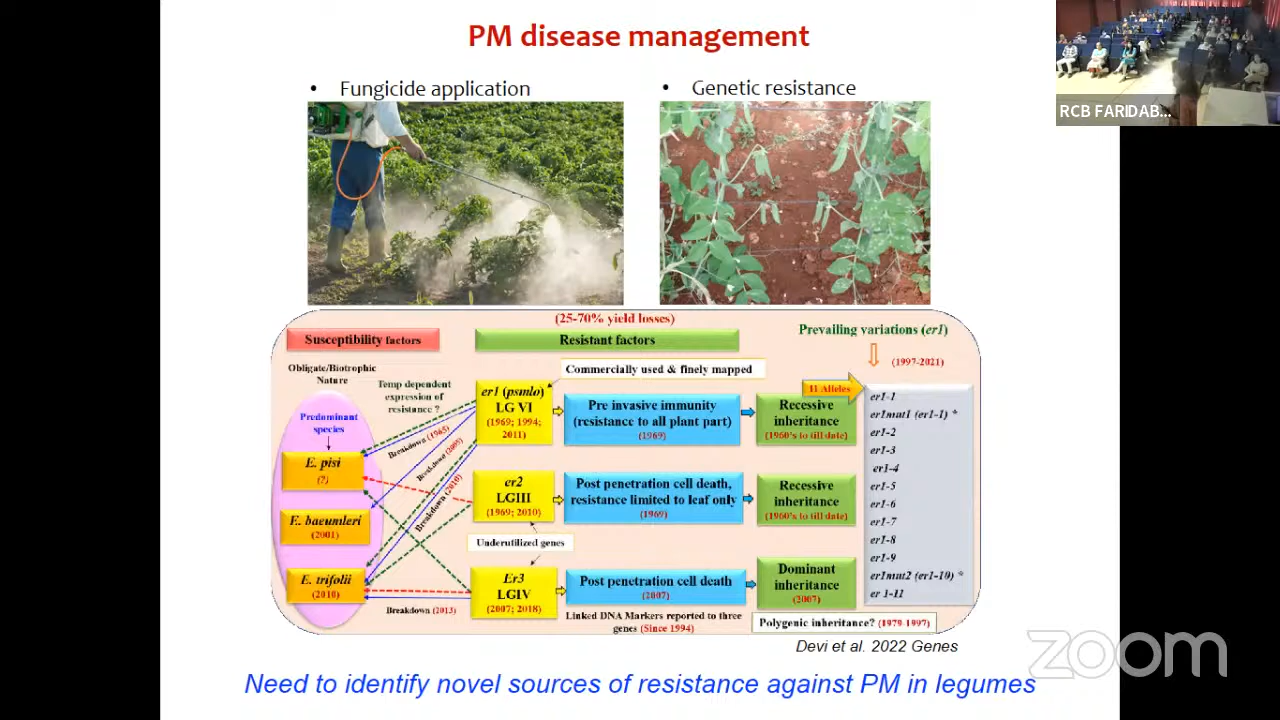 PM disease management
• Fungicide application
• Genetic resistance
RCB FARIDAB...
(25-70% yield losses)
Susceptibility factors
Resistant factors
Prevailing variations (er1)
(1997-2021)
Obligate/Biotrophic
Nature
Temp dependent
expression of
resistance ?
Commercially used & finely mapped
Predominant
species
Breakdown (1965)
Breakdown (2005)
Breakdown (2010)
Breakdown (2013)
E. pisi
(?)
E. baeumleri
(2001)
E. trifolii
(2010)
er1 (psmlo)
LG VI
(1969; 1994;
2011)
Pre invasive immunity
(resistance to all plant part)
(1969)
Recessive
inheritance
(1960's to till date)
er2
LGIII
(1969; 2010)
Post penetration cell death,
resistance limited to leaf only
(1969)
Recessive
inheritance
(1960's to till date)
Underutilized genes
Er3
LGIV
(2007; 2018)
Post penetration cell death
(2007)
Dominant
inheritance
(2007)
Linked DNA Markers reported to three
genes (Since 1994)
Polygenic inheritance? (1979-1997)
11 Alleles
er1-1
er1mut1 (er1-1) *
er1-2
er1-3
er1-4
er1-5
er1-6
er1-7
er1-8
er1-9
er1mut2 (er1-10) *
er 1-11
Devi et al. 2022 Genes
zoom
Need to identify novel sources of resistance against PM in legumes